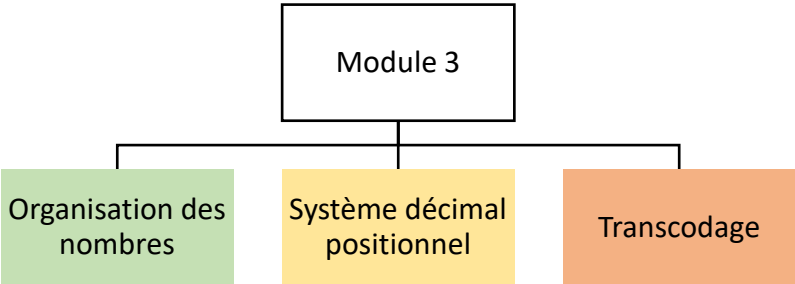 Module 3
Organisation des
nombres
Système décimal
positionnel
Transcodage